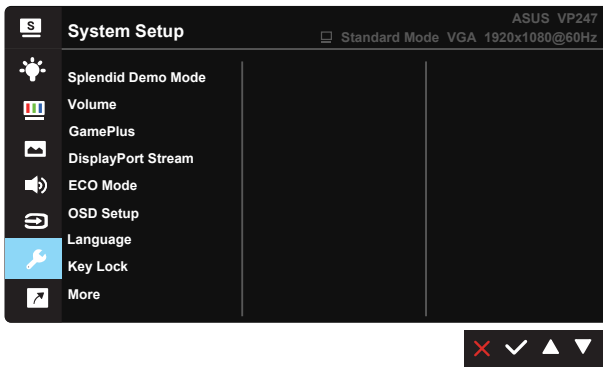 S
System Setup
ASUS VP247
Standard Mode VGA 1920x1080@60Hz
Splendid Demo Mode
Volume
GamePlus
DisplayPort Stream
ECO Mode
OSD Setup
Language
Key Lock
More